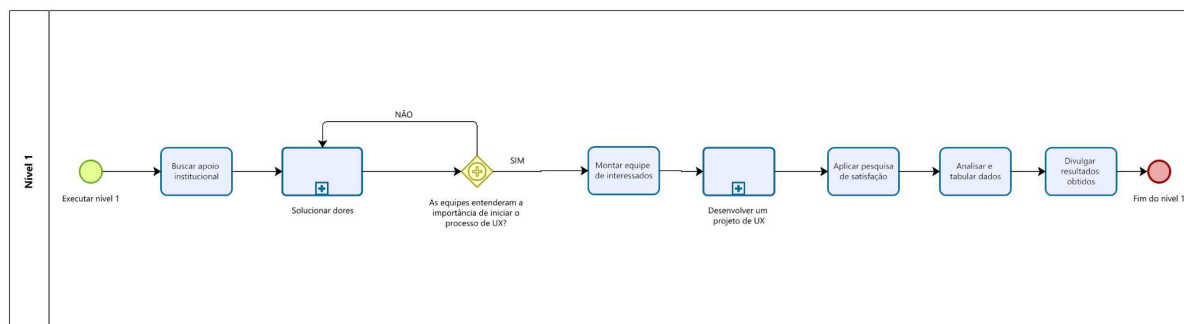 Nível 1
Executar nível 1
Buscar apoio
institucional
Solucionar dores
NÃO
As equipes entenderam a
importância de iniciar o
processo de UX?
SIM
Montar equipe
de interessados
Desenvolver um
projeto de UX
Aplicar pesquisa
de satisfação
Analisar e
tabular dados
Divulgar
resultados
obtidos
Fim do nível 1